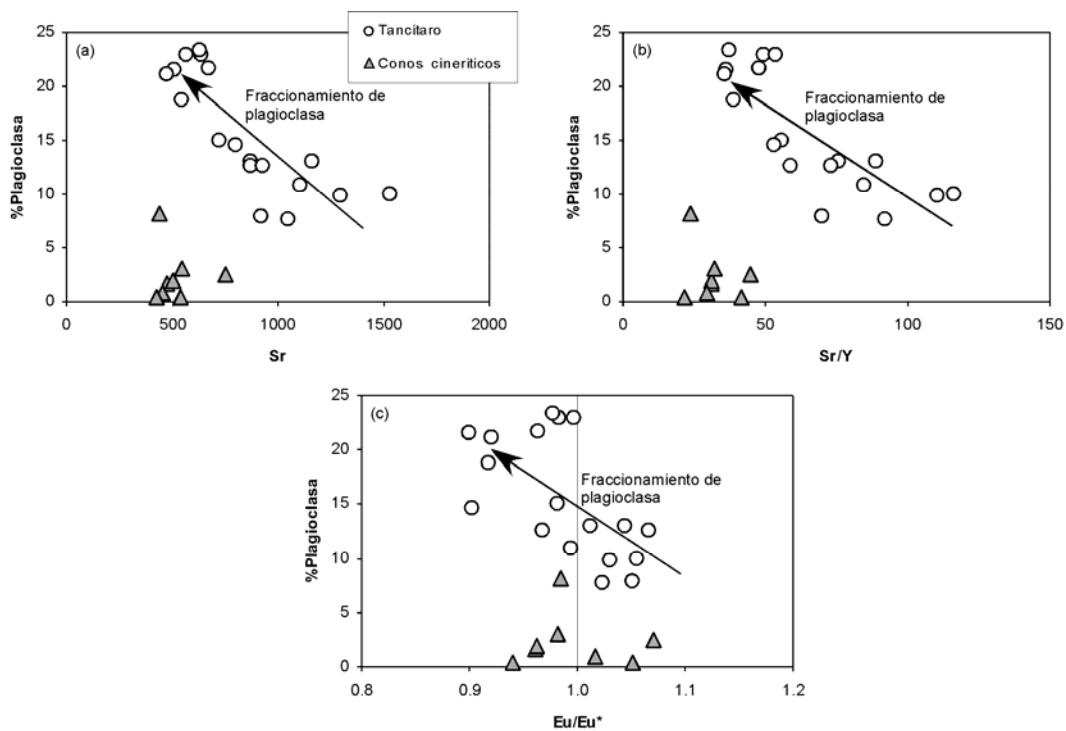 (a)
25
20
15
10
5
0
%Plagioclasa
Fraccionamiento de
plagioclasa
0
500
1000
1500
2000
Sr
Tancitaro
Conos cineríticos
(b)
25
20
15
10
5
0
%Plagioclasa
Fraccionamiento de
plagioclasa
0
50
100
150
Sr/Y
(c)
25
20
15
10
5
0
%Plagioclasa
Fraccionamiento de
plagioclasa
0.8
0.9
1.0
1.1
1.2
Eu/Eu*